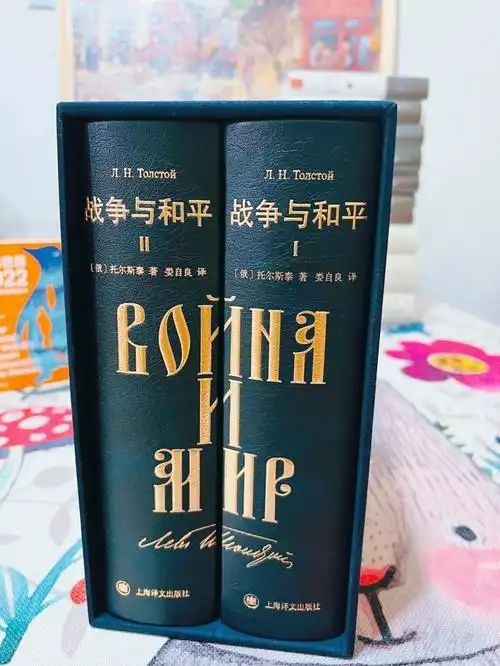 Л. Н. Толстой
战争与和平
II
〔俄〕托尔斯泰 著 娄自良 译
Л. Н. Толстой
战争与和平
I
〔俄〕托尔斯泰 著 娄自良 译
ВОЙНА
И
МИР
上海译文出版社
上海译文出版社
2022